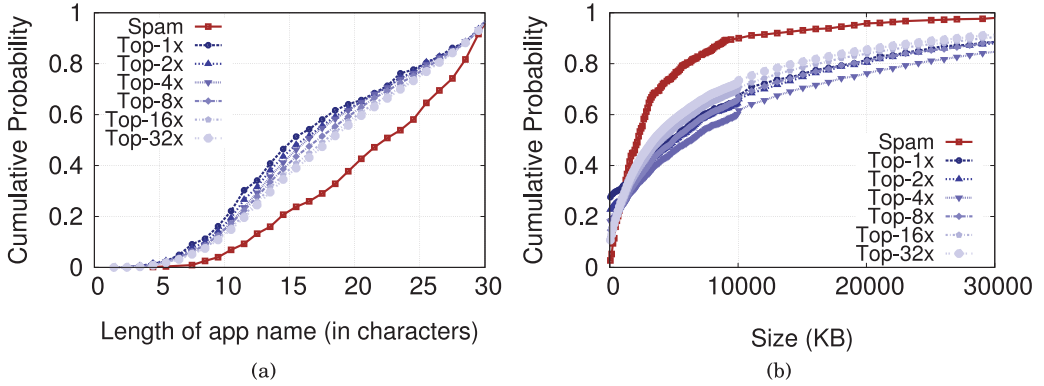 Cumulative Probability
1
0.8
0.6
0.4
0.2
0
Spam
Top-1x
Top-2x
Top-4x
Top-8x
Top-16x
Top-32x
0 5 10 15 20 25 30
Length of app name (in characters)
(a)
Cumulative Probability
1
0.8
0.6
0.4
0.2
0
Spam
Top-1x
Top-2x
Top-4x
Top-8x
Top-16x
Top-32x
0 10000 20000 30000
Size (KB)
(b)